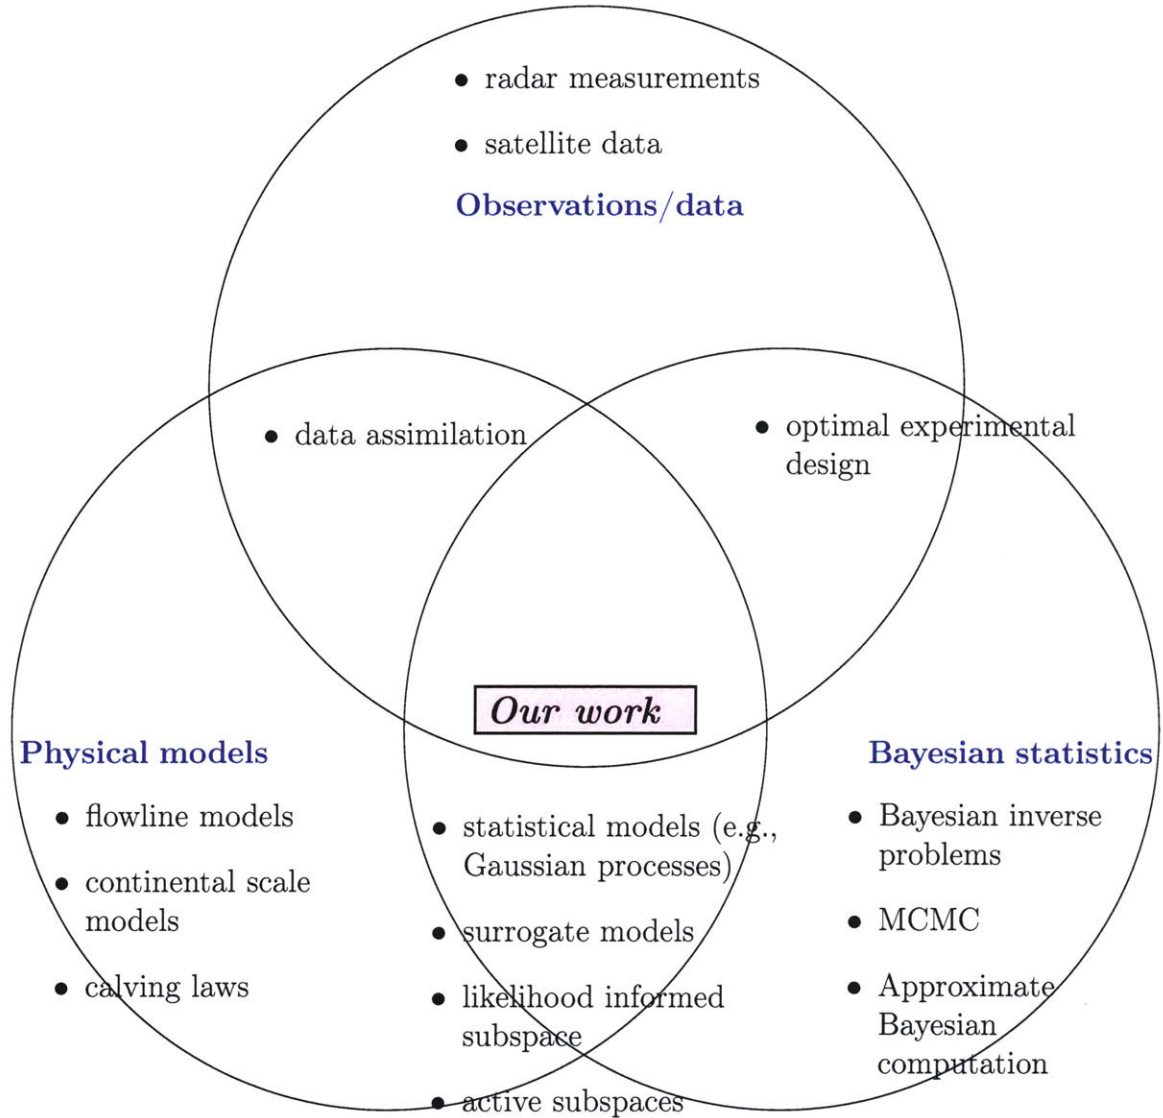 • radar measurements
• satellite data
Observations/data
• data assimilation
• optimal experimental
design
Our work
Physical models
• flowline models
• continental scale
models
• calving laws
• statistical models (e.g.,
Gaussian processes)
• surrogate models
• likelihood informed
subspace
• active subspaces
Bayesian statistics
• Bayesian inverse
problems
• MCMC
• Approximate
Bayesian
computation